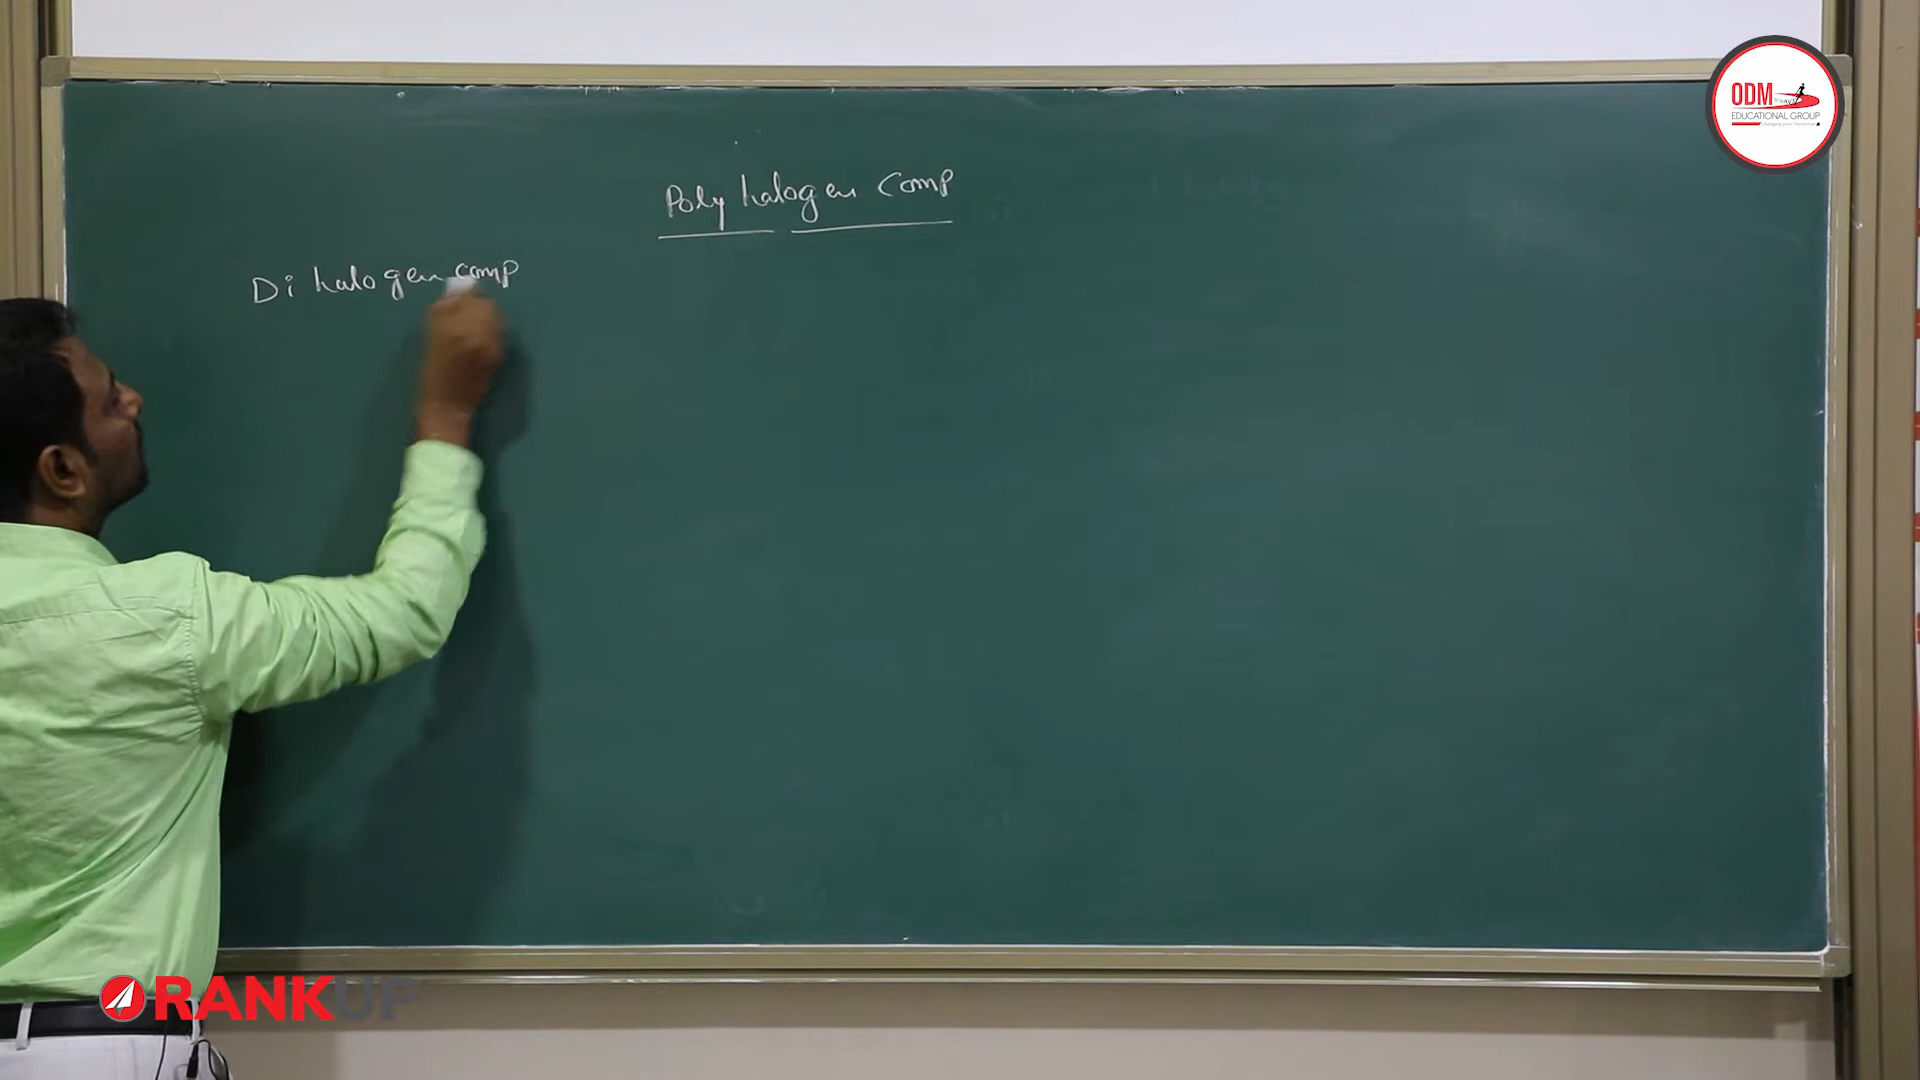 ODM
EDUCATIONAL GROUP
Poly halogen Comp
Di halogen comp
RANKUP